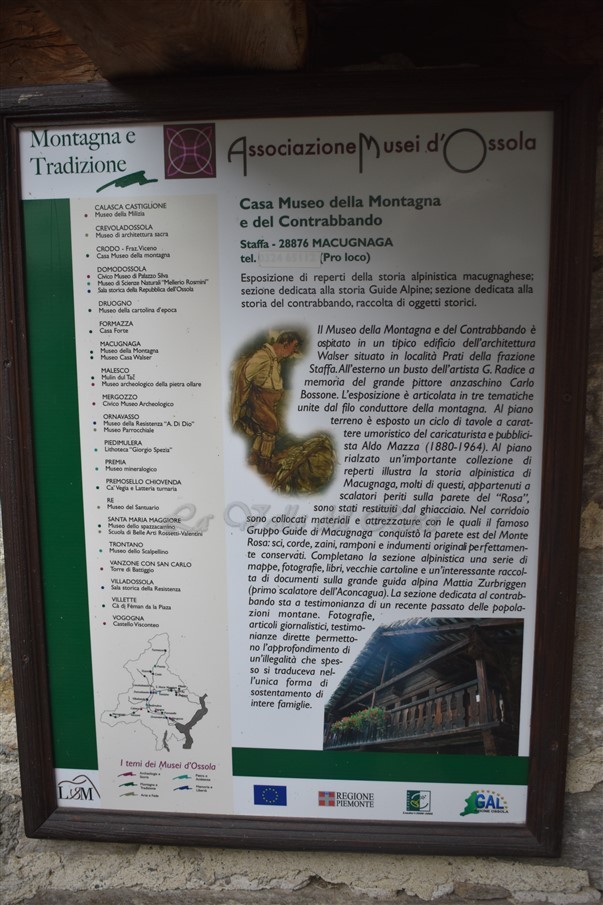 Montagna e
Tradizione
Associazione Musei d'Ossola
CALASCA CASTIGLIONE
Museo della Milizia
CREVOLADOSSOLA
Museo di architettura sacra
CRODO - Fraz. Viceno
Casa Museo della montagna
DOMODOSSOLA
Civico Museo di Palazzo Silva
Museo di Scienze Naturali "Mellerio Rosmini"
Sala storica della Repubblica dell'Ossola
DRUOGNO
Museo della cartolina d'epoca
FORMAZZA
Casa Forte
MACUGNAGA
Museo della Montagna
Museo Casa Walser
MALESCO
Mulin dul Tac
Museo archeologico della pietra ollare
MERGOZZO
Civico Museo Archeologico
ORNAVASSO
Museo della Resistenza "A. Di Dio"
Museo Parrocchiale
PIEDIMULERA
Lithoteca "Giorgio Spezia"
PREMIA
Museo mineralogico
PREMOSELLO CHIOVENDA
Ca' Vegia e Latteria turnaria
RE
Museo del Santuario
SANTA MARIA MAGGIORE
Museo dello spazzacamino
Scuola di Belle Arti Rossetti-Valentini
TRONTANO
Museo dello Scalpellino
VANZONE CON SAN CARLO
Torre di Battiggio
VILLADOSSOLA
Sala storica della Resistenza
VILLETTE
Cà dj Fèman da la Piaza
VOGOGNA
Castello Visconteo
I temi dei Musei d'Ossola
Archeologia e
Storia
Montagna e
Tradizione
Arte e Fede
Parco e
Ambiente
Memoria e
Libertà
Casa Museo della Montagna
e del Contrabbando
Staffa - 28876 MACUGNAGA
tel. (Pro loco)
Esposizione di reperti della storia alpinistica macugnaghese;
sezione dedicata alla storia Guide Alpine; sezione dedicata alla
storia del contrabbando, raccolta di oggetti storici.
Il Museo della Montagna e del Contrabbando è
ospitato in un tipico edificio dell'architettura
Walser situato in località Prati della frazione
Staffa. All'esterno un busto dell'artista G. Radice a
memoria del grande pittore anzaschino Carlo
Bossone. L'esposizione è articolata in tre tematiche
unite dal filo conduttore della montagna. Al piano
terreno è esposto un ciclo di tavole a carat-
tere umoristico del caricaturista e pubblici-
sta Aldo Mazza (1880-1964). Al piano
rialzato un'importante collezione di
reperti illustra la storia alpinistica di
Macugnaga, molti di questi, appartenuti a
scalatori periti sulla parete del "Rosa",
sono stati restituiti dal ghiacciaio. Nel corridoio
sono collocati materiali e attrezzature con le quali il famoso
Gruppo Guide di Macugnaga conquistò la parete est del Monte
Rosa: sci, corde, zaini, ramponi e indumenti originali perfettamen-
te conservati. Completano la sezione alpinistica una serie di
mappe, fotografie, libri, vecchie cartoline e un'interessante raccol-
ta di documenti sulla grande guida alpina Mattia Zurbriggen
(primo scalatore dell'Aconcagua). La sezione dedicata al contrab-
bando sta a testimonianza di un recente passato delle popola-
zioni montane. Fotografie,
articoli giornalistici, testimo-
nianze dirette permetto-
no l'approfondimento di
un'illegalità che spes-
so si traduceva nel-
l'unica forma di
sostentamento di
intere famiglie.
REGIONE
PIEMONTE
GAL